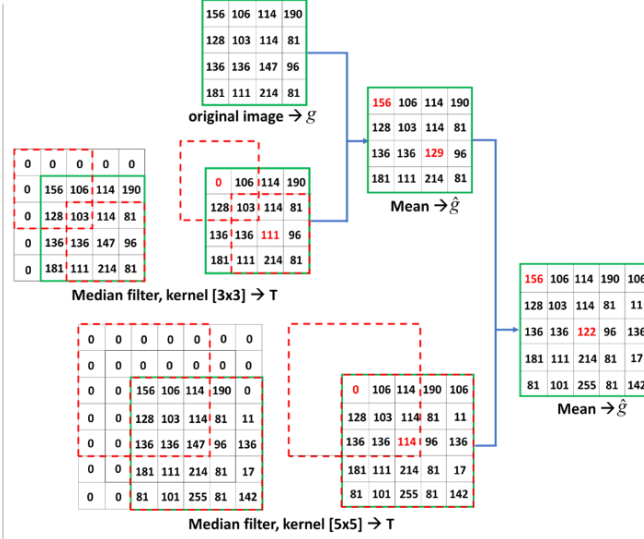 156 106 114 190
128 103 114 81
136 136 147 96
181 111 214 81
original image → g
156 106 114 190
128 103 114 81
136 136 129 96
181 111 214 81
Mean → ĝ
0 0 0 0 0
0 156 106 114 190
0 128 103 114 81
0 136 136 147 96
0 181 111 214 81
0 106 114 190
128 103 114 81
136 136 111 96
181 111 214 81
Median filter, kernel [3x3] → T
156 106 114 190 106
128 103 114 81 11
136 136 122 96 136
181 111 214 81 17
81 101 255 81 142
Mean → ĝ
0 0 0 0 0 0
0 0 0 0 0 0
0 0 156 106 114 190 0
0 0 128 103 114 81 11
0 0 136 136 147 96 136
0 0 181 111 214 81 17
0 0 81 101 255 81 142
0 106 114 190 106
128 103 114 81 11
136 136 114 96 136
181 111 214 81 17
81 101 255 81 142
Median filter, kernel [5x5] → T